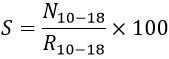 S = N₁₀₋₁₈ / R₁₀₋₁₈ × 100